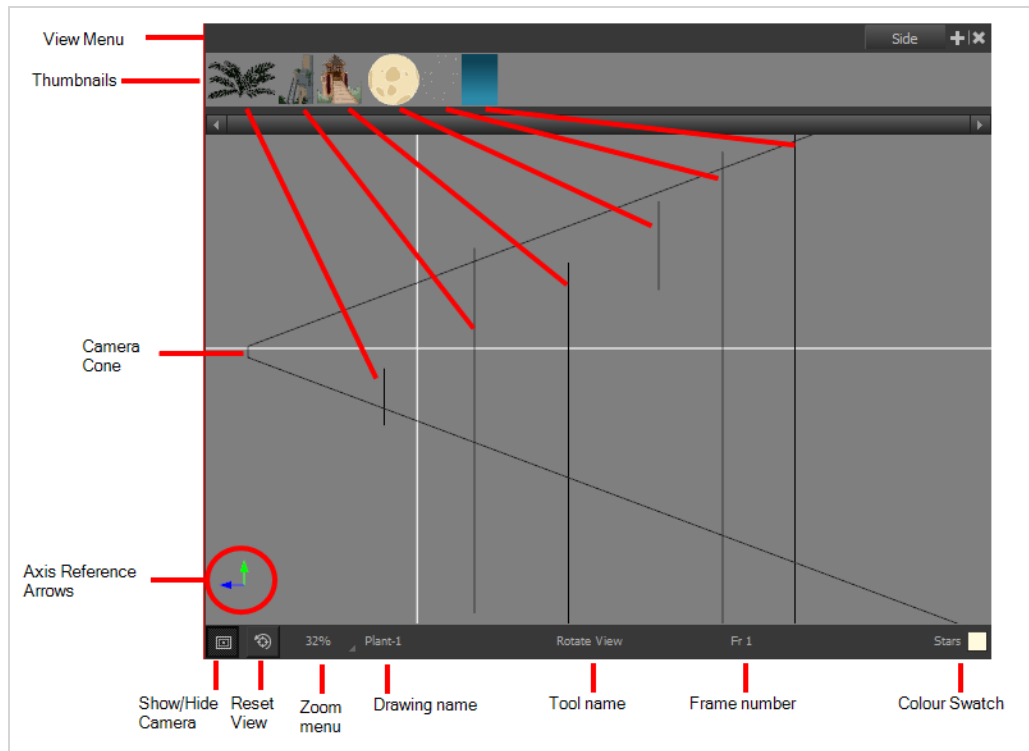 View Menu
Side
Thumbnails
Camera
Cone
Axis Reference
Arrows
32%
Plant-1
Rotate View
Fr 1
Stars
Show/Hide
Camera
Reset
View
Zoom
menu
Drawing name
Tool name
Frame number
Colour Swatch